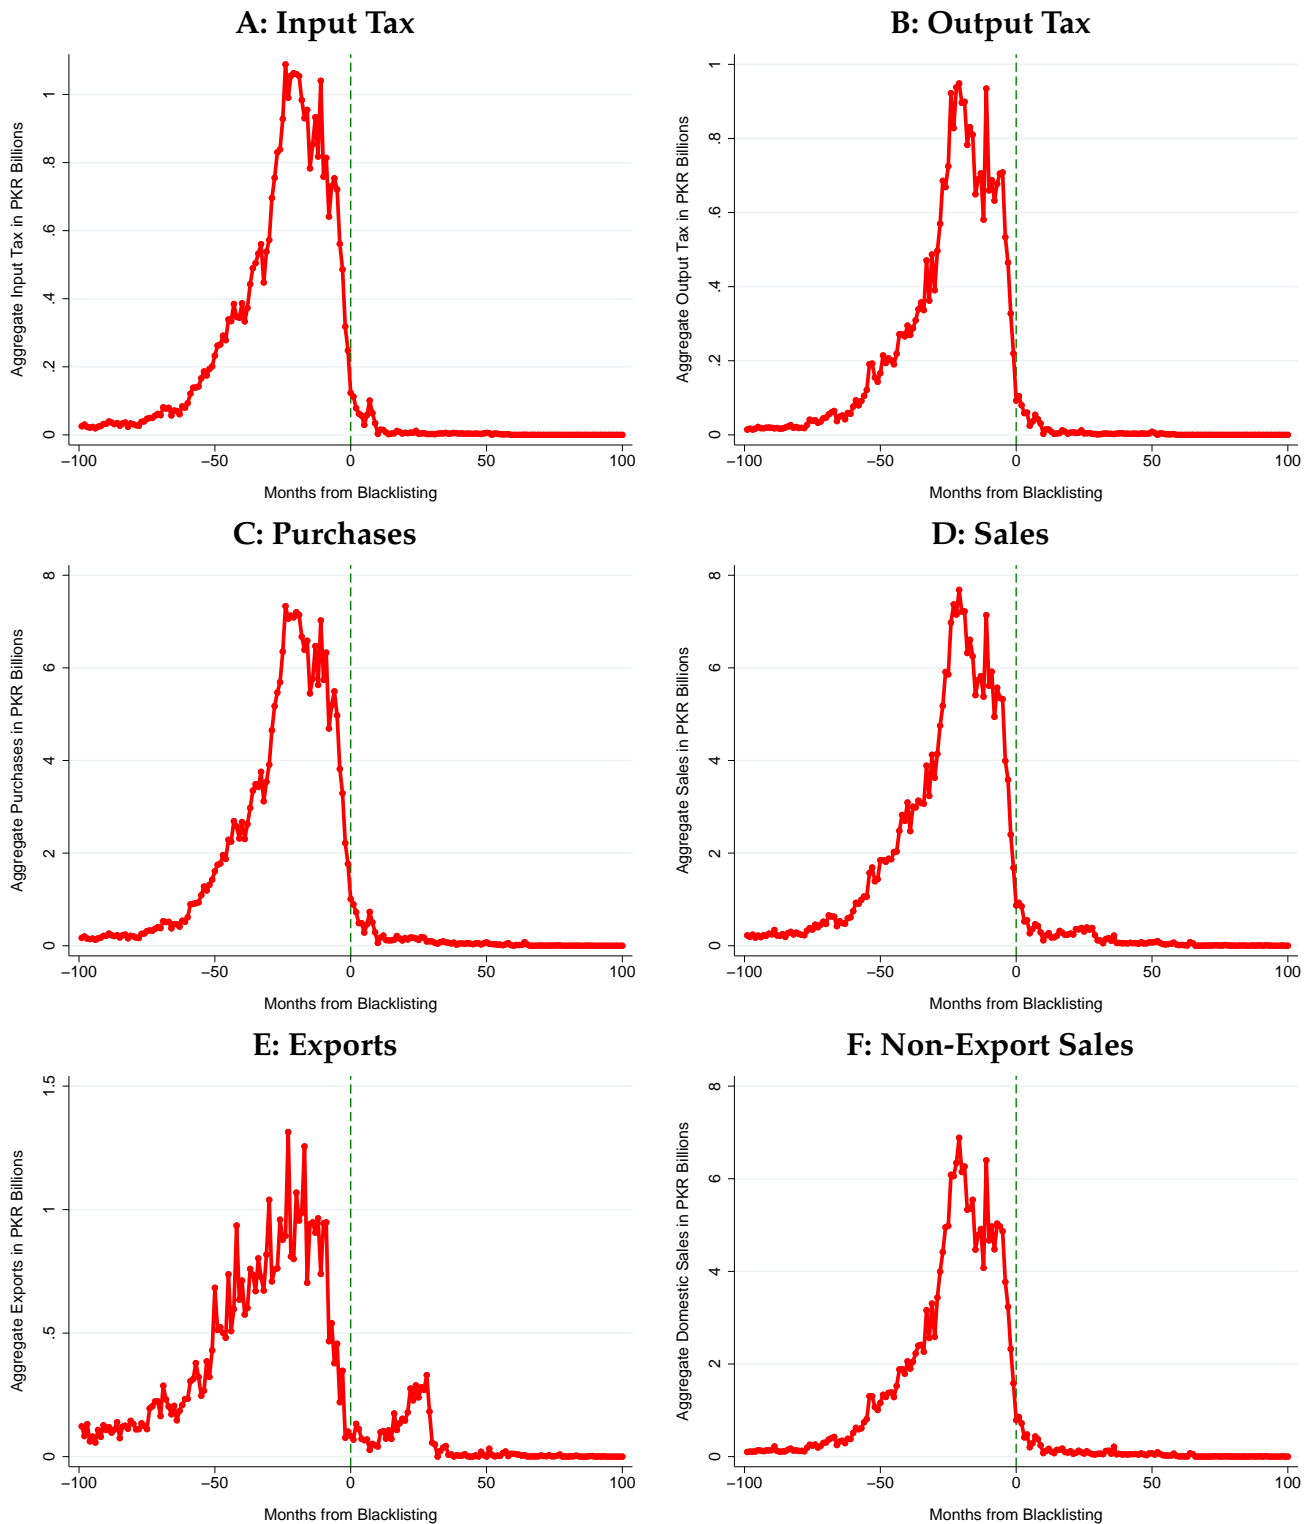 A: Input Tax
Aggregate Input Tax in PKR Billions
0 .2 .4 .6 .8 1
−100 −50 0 50 100
Months from Blacklisting
B: Output Tax
Aggregate Output Tax in PKR Billions
0 .2 .4 .6 .8 1
−100 −50 0 50 100
Months from Blacklisting
C: Purchases
Aggregate Purchases in PKR Billions
0 2 4 6 8
−100 −50 0 50 100
Months from Blacklisting
D: Sales
Aggregate Sales in PKR Billions
0 2 4 6 8
−100 −50 0 50 100
Months from Blacklisting
E: Exports
Aggregate Exports in PKR Billions
0 .5 1 1.5
−100 −50 0 50 100
Months from Blacklisting
F: Non-Export Sales
Aggregate Domestic Sales in PKR Billions
0 2 4 6 8
−100 −50 0 50 100
Months from Blacklisting